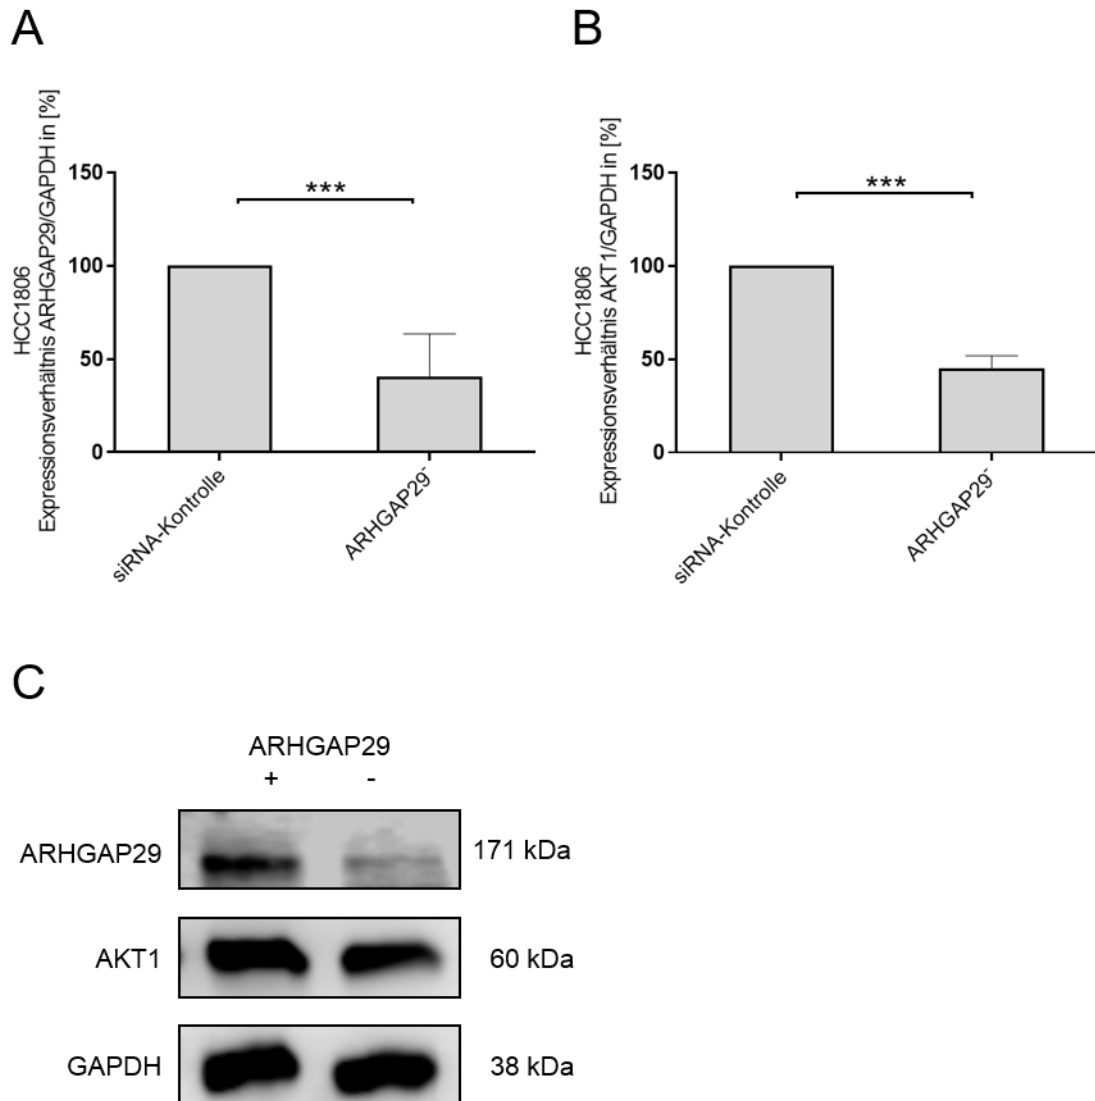 A
HCC1806
Expressionsverhältnis ARHGAP29/GAPDH in [%]
150
100
50
0
***
siRNA-Kontrolle
ARHGAP29⁻
B
HCC1806
Expressionsverhältnis AKT1/GAPDH in [%]
150
100
50
0
***
siRNA-Kontrolle
ARHGAP29⁻
C
ARHGAP29
+ -
ARHGAP29 171 kDa
AKT1 60 kDa
GAPDH 38 kDa